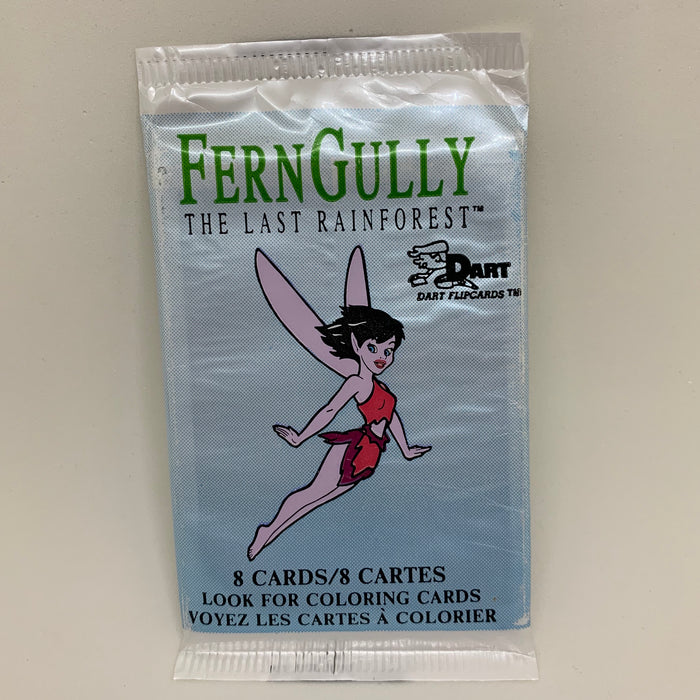 FERNGULLY
THE LAST RAINFOREST™
DART
DART FLIPCARDS TM
8 CARDS/8 CARTES
LOOK FOR COLORING CARDS
VOYEZ LES CARTES À COLORIER